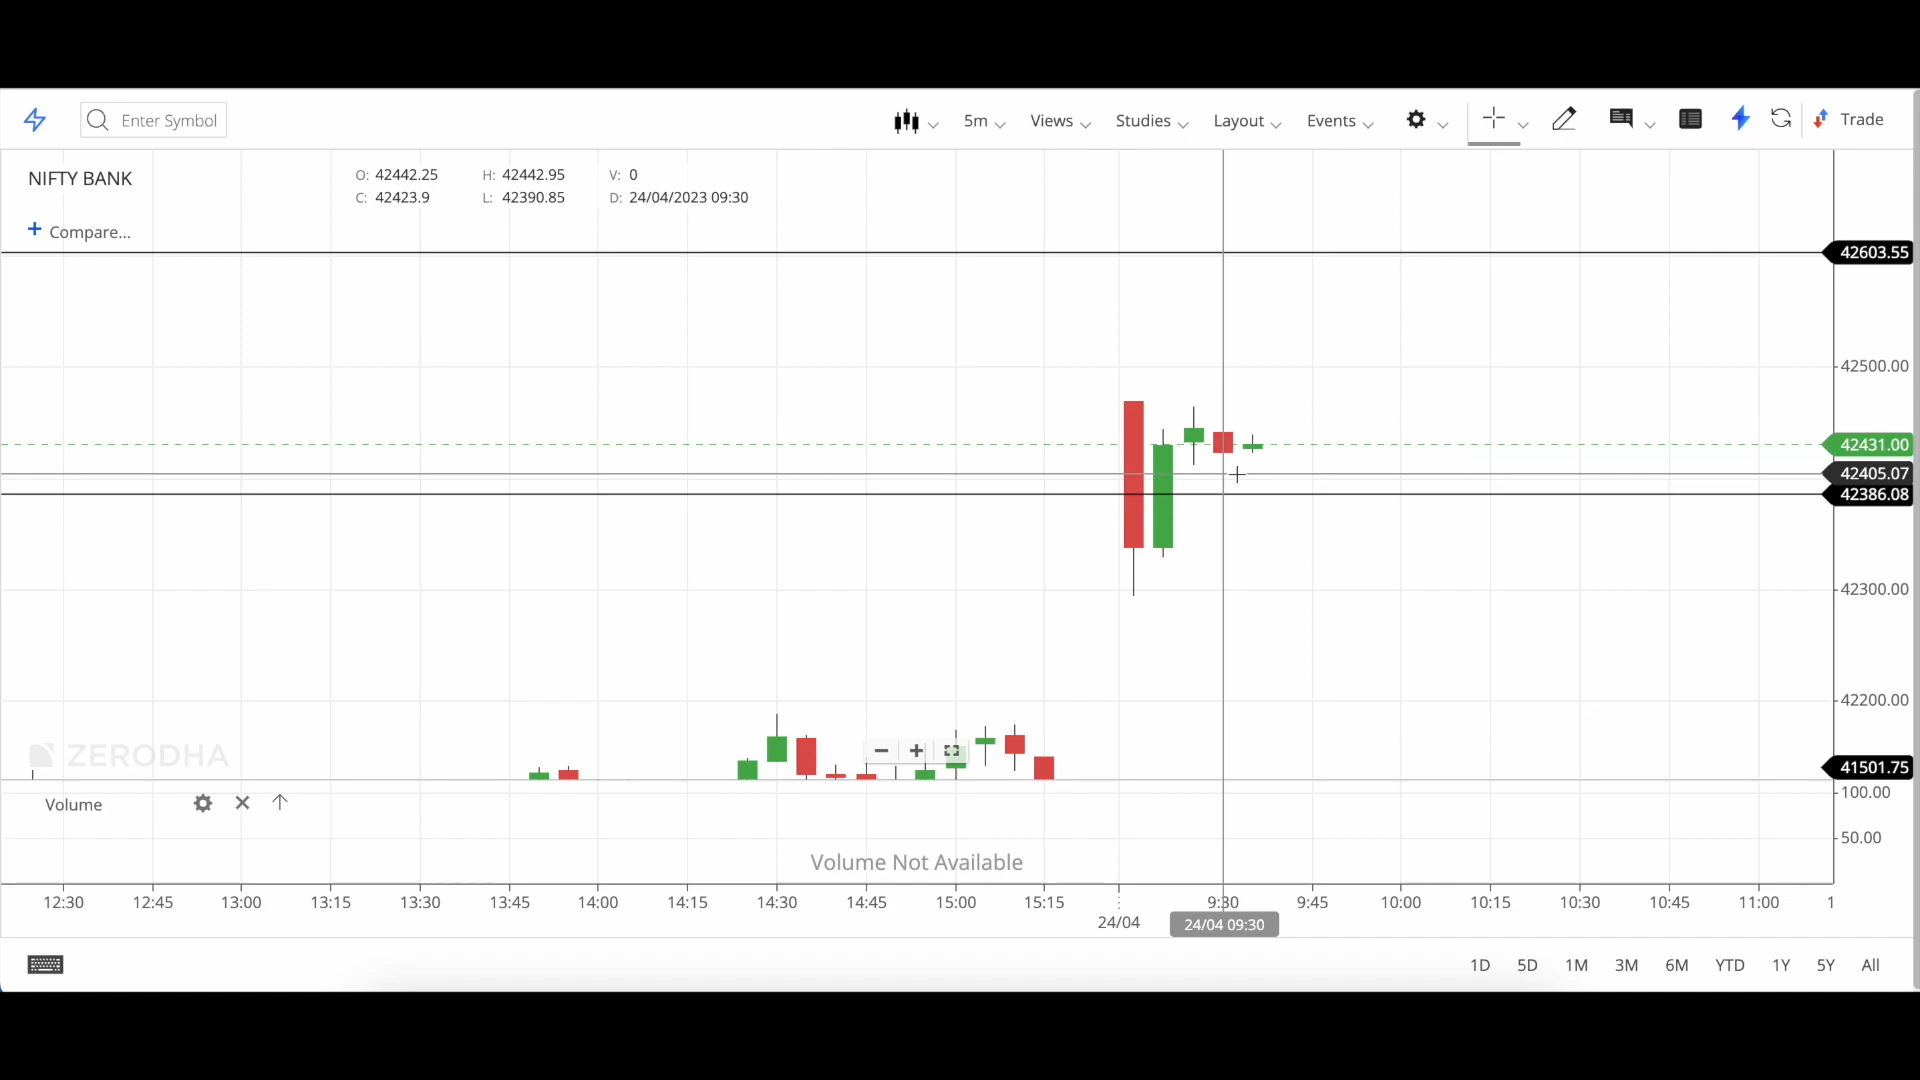 Enter Symbol
5m
Views
Studies
Layout
Events
Trade
NIFTY BANK
O: 42442.25 H: 42442.95 V: 0
C: 42423.9 L: 42390.85 D: 24/04/2023 09:30
+ Compare...
42603.55
42500.00
42431.00
42405.07
42386.08
42300.00
42200.00
ZERODHA
41501.75
Volume
100.00
50.00
Volume Not Available
12:30 12:45 13:00 13:15 13:30 13:45 14:00 14:15 14:30 14:45 15:00 15:15 9:30 9:45 10:00 10:15 10:30 10:45 11:00 1
24/04 24/04 09:30
1D 5D 1M 3M 6M YTD 1Y 5Y All